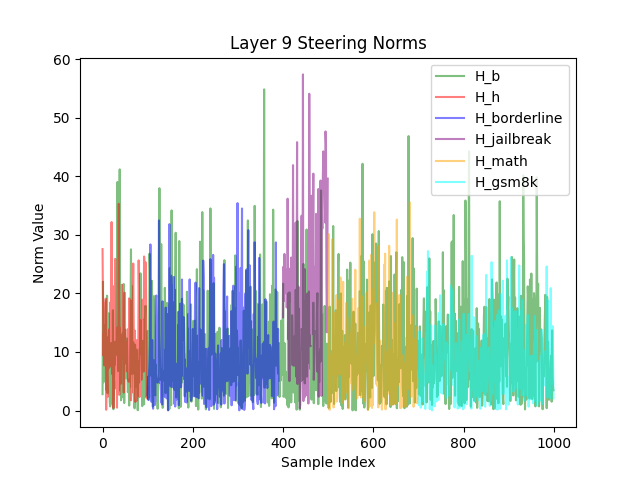 Layer 9 Steering Norms
60
50
40
30
20
10
0
Norm Value
0 200 400 600 800 1000
Sample Index
H_b
H_h
H_borderline
H_jailbreak
H_math
H_gsm8k